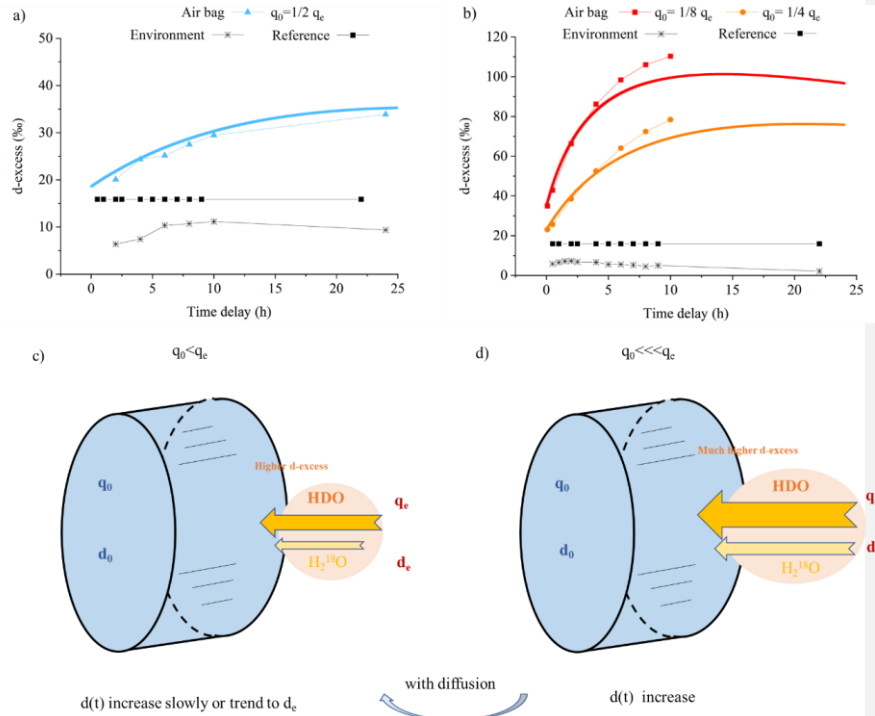 a)
Air bag q₀=1/2 qₑ
Environment Reference
d-excess (‰)
50
40
30
20
10
0
0 5 10 15 20 25
Time delay (h)
b)
Air bag q₀= 1/8 qₑ q₀= 1/4 qₑ
Environment Reference
d-excess (‰)
120
100
80
60
40
20
0
0 5 10 15 20 25
Time delay (h)
c)
q₀<qₑ
Higher d-excess
q₀
HDO
qₑ
d₀
H₂¹⁸O
dₑ
d(t) increase slowly or trend to dₑ
with diffusion
d)
q₀<<<qₑ
Much higher d-excess
q₀
HDO
q
d₀
H₂¹⁸O
d
d(t) increase